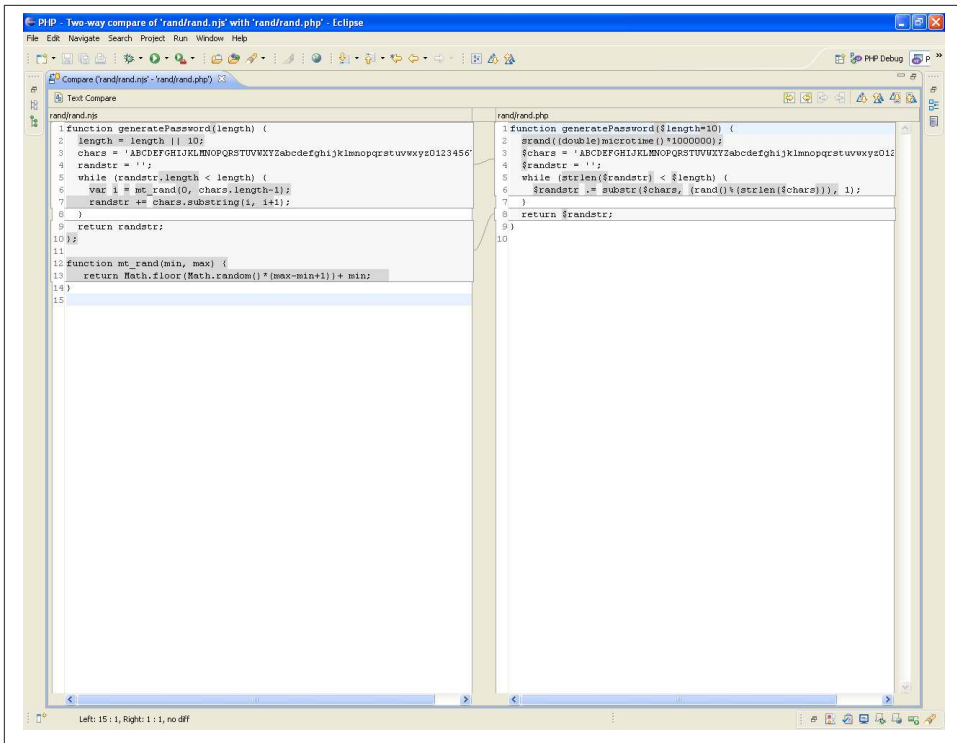 PHP - Two-way compare of 'rand/rand.njs' with 'rand/rand.php' - Eclipse
File Edit Navigate Search Project Run Window Help
PHP Debug P »
Compare ('rand/rand.njs' - 'rand/rand.php')
Text Compare
rand/rand.njs
1 function generatePassword(length) {
2 length = length || 10;
3 chars = 'ABCDEFGHIJKLMNOPQRSTUVWXYZabcdefghijklmnopqrstuvwxyz01234567
4 randstr = '';
5 while (randstr.length < length) {
6 var i = mt_rand(0, chars.length-1);
7 randstr += chars.substring(i, i+1);
8 }
9 return randstr;
10 };
11
12 function mt_rand(min, max) {
13 return Math.floor(Math.random()*(max-min+1))+ min;
14 }
15
rand/rand.php
1 function generatePassword($length=10) {
2 srand((double)microtime()*1000000);
3 $chars = 'ABCDEFGHIJKLMNOPQRSTUVWXYZabcdefghijklmnopqrstuvwxyz012
4 $randstr = '';
5 while (strlen($randstr) < $length) {
6 $randstr .= substr($chars, (rand()%(strlen($chars))), 1);
7 }
8 return $randstr;
9 }
10
Left: 15 : 1, Right: 1 : 1, no diff